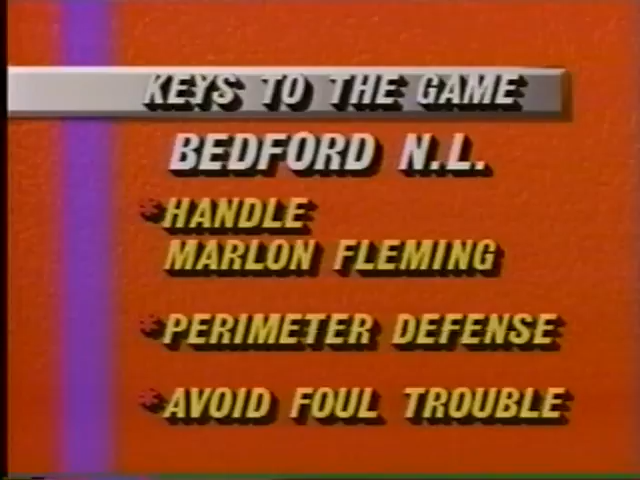 KEYS TO THE GAME
BEDFORD N.L.
*HANDLE
MARLON FLEMING
*PERIMETER DEFENSE
*AVOID FOUL TROUBLE